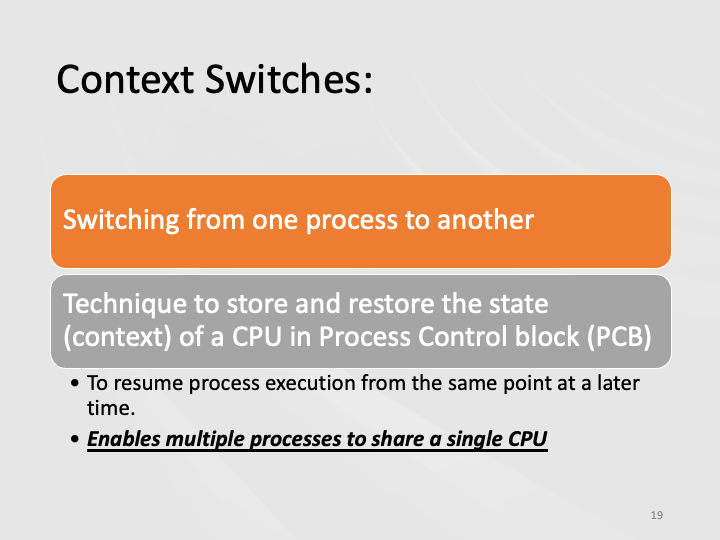 Context Switches:
Switching from one process to another
Technique to store and restore the state
(context) of a CPU in Process Control block (PCB)
• To resume process execution from the same point at a later
time.
• Enables multiple processes to share a single CPU
19